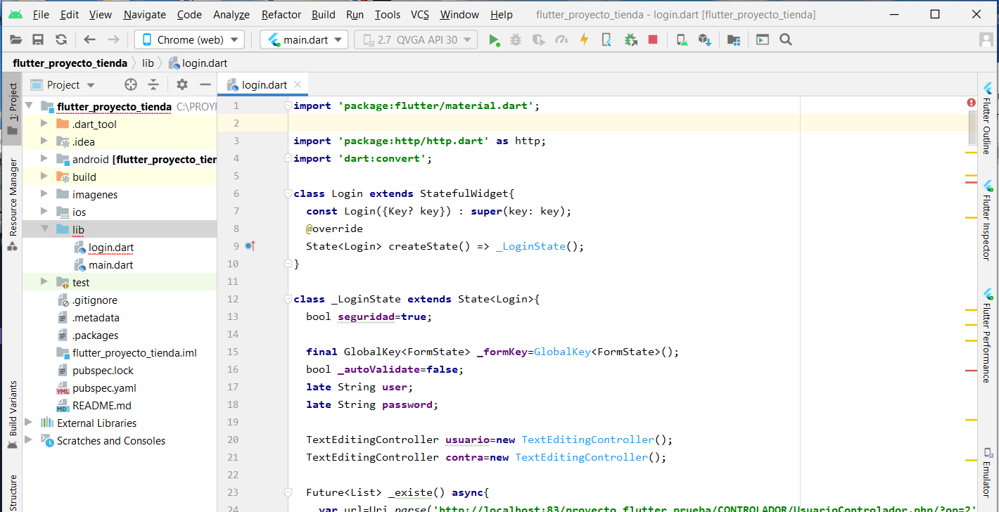 File Edit View Navigate Code Analyze Refactor Build Run Tools VCS Window Help flutter_proyecto_tienda - login.dart [flutter_proyecto_tienda]
Chrome (web) main.dart 2.7 QVGA API 30
flutter_proyecto_tienda lib login.dart
Project login.dart
flutter_proyecto_tienda C:\PROYE
.dart_tool
.idea
android [flutter_proyecto_tien
build
imagenes
ios
lib
login.dart
main.dart
test
.gitignore
.metadata
.packages
flutter_proyecto_tienda.iml
pubspec.lock
pubspec.yaml
README.md
External Libraries
Scratches and Consoles
1: Project
Resource Manager
Build Variants
Structure
1 import 'package:flutter/material.dart';
2
3 import 'package:http/http.dart' as http;
4 import 'dart:convert';
5
6 class Login extends StatefulWidget{
7 const Login({Key? key}) : super(key: key);
8 @override
9 State<Login> createState() => _LoginState();
10 }
11
12 class _LoginState extends State<Login>{
13 bool seguridad=true;
14
15 final GlobalKey<FormState> _formKey=GlobalKey<FormState>();
16 bool _autoValidate=false;
17 late String user;
18 late String password;
19
20 TextEditingController usuario=new TextEditingController();
21 TextEditingController contra=new TextEditingController();
22
23 Future<List> _existe() async{
24 var url=Uri.parse('http://localhost:83/proyecto_flutter_prueba/CONTROLADOR/UsuarioControlador.php/?op=2'
Flutter Outline
Flutter Inspector
Flutter Performance
Emulator